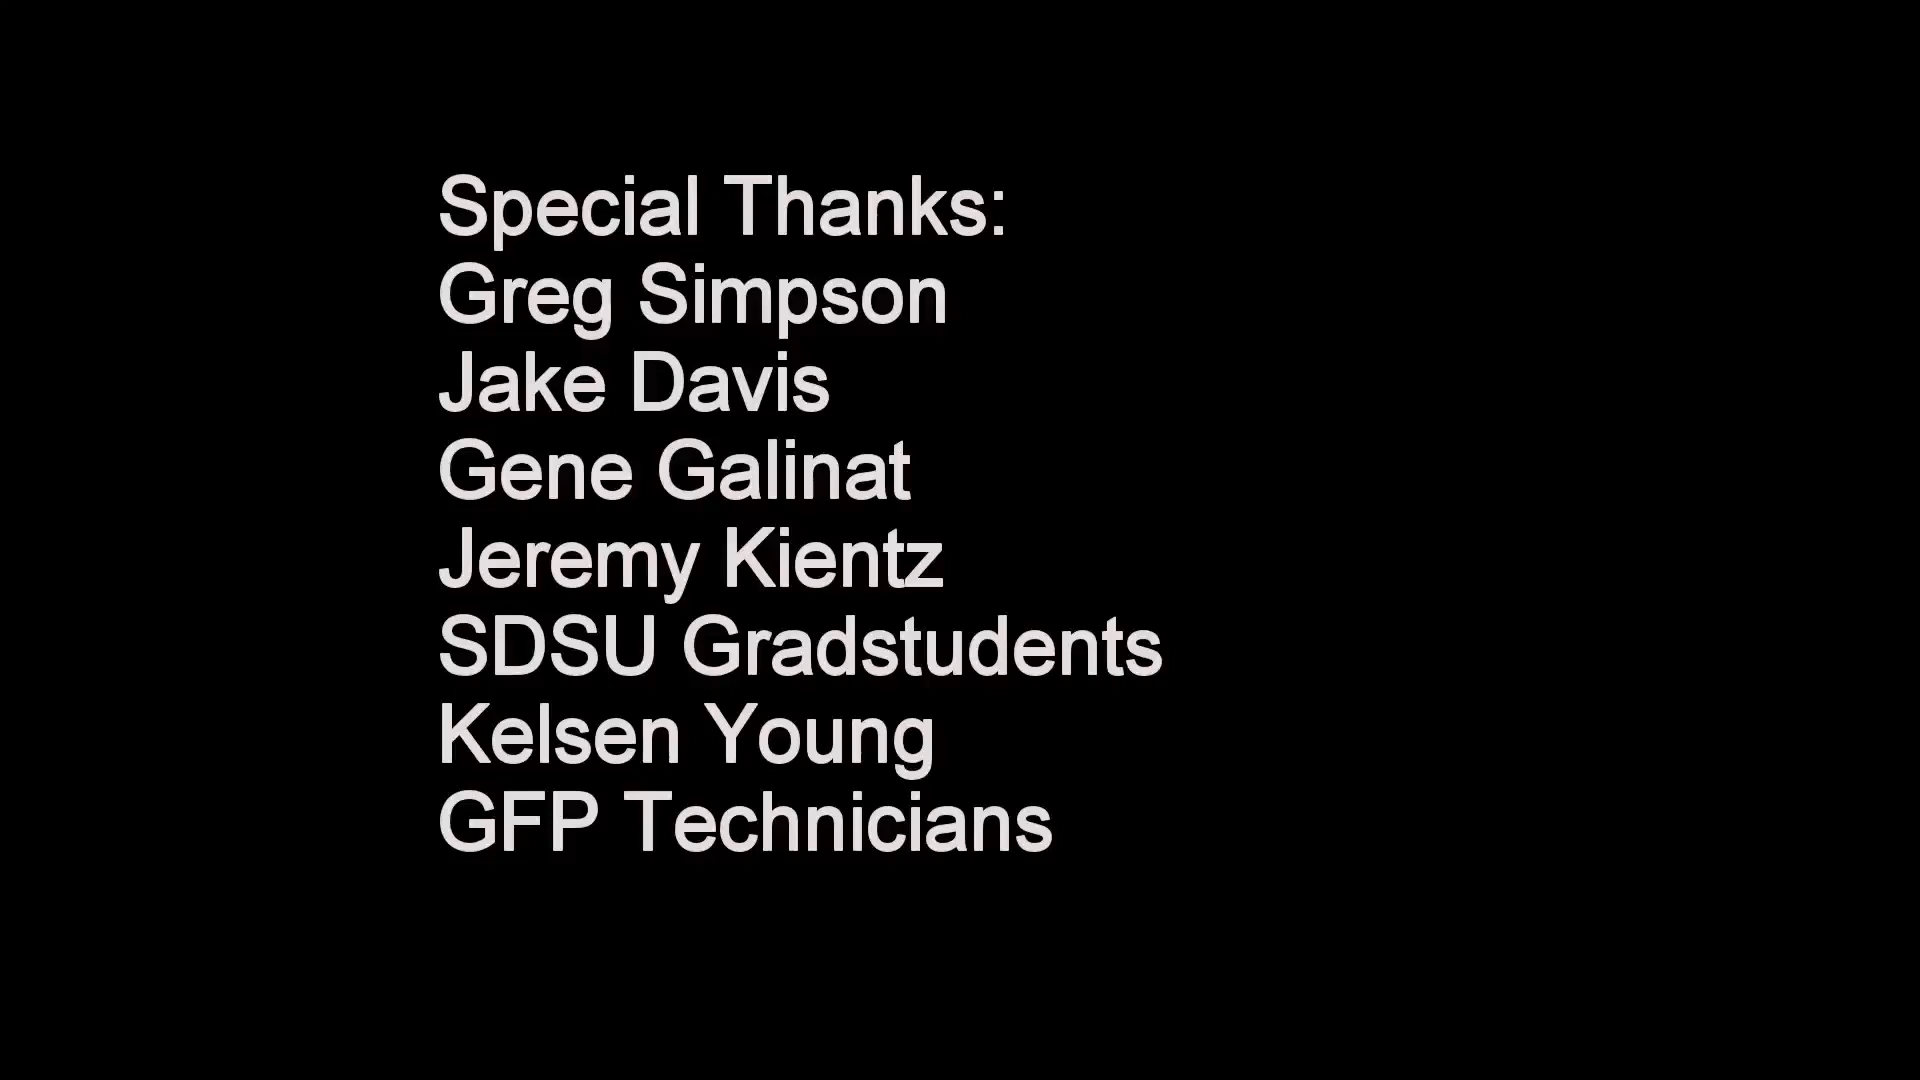 Special Thanks:
Greg Simpson
Jake Davis
Gene Galinat
Jeremy Kientz
SDSU Gradstudents
Kelsen Young
GFP Technicians